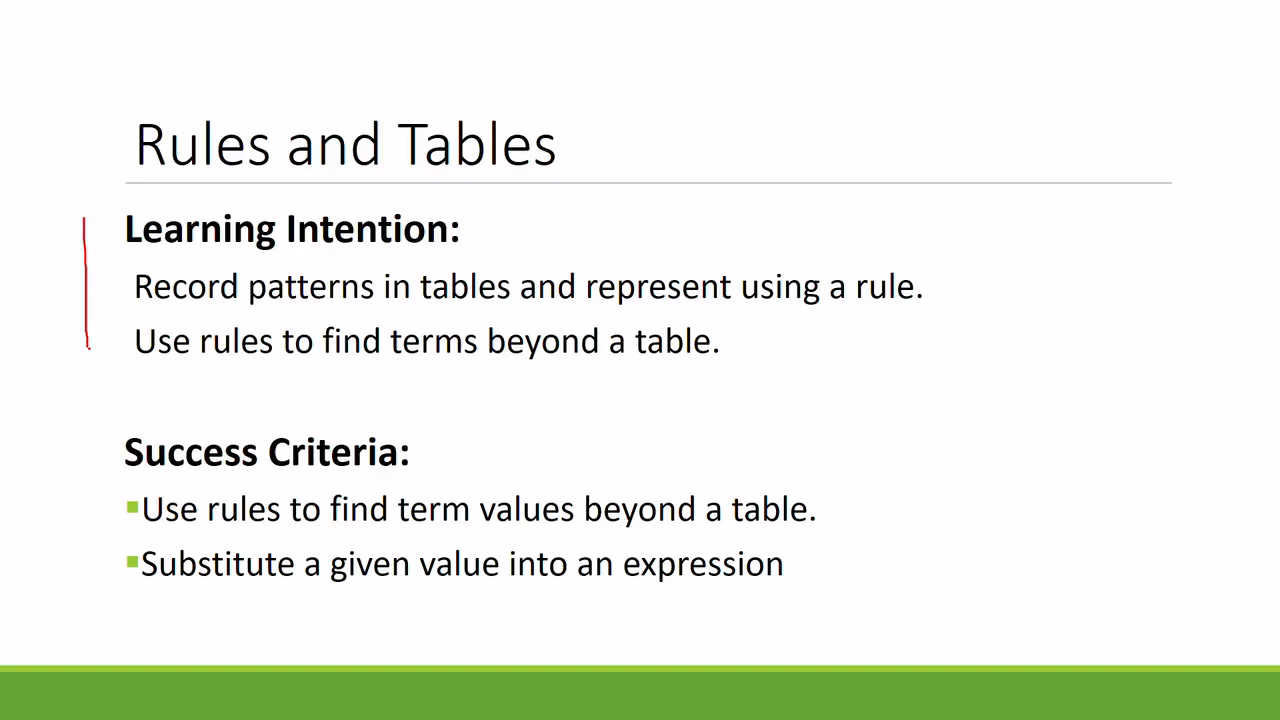 Rules and Tables
Learning Intention:
Record patterns in tables and represent using a rule.
Use rules to find terms beyond a table.
Success Criteria:
Use rules to find term values beyond a table.
Substitute a given value into an expression